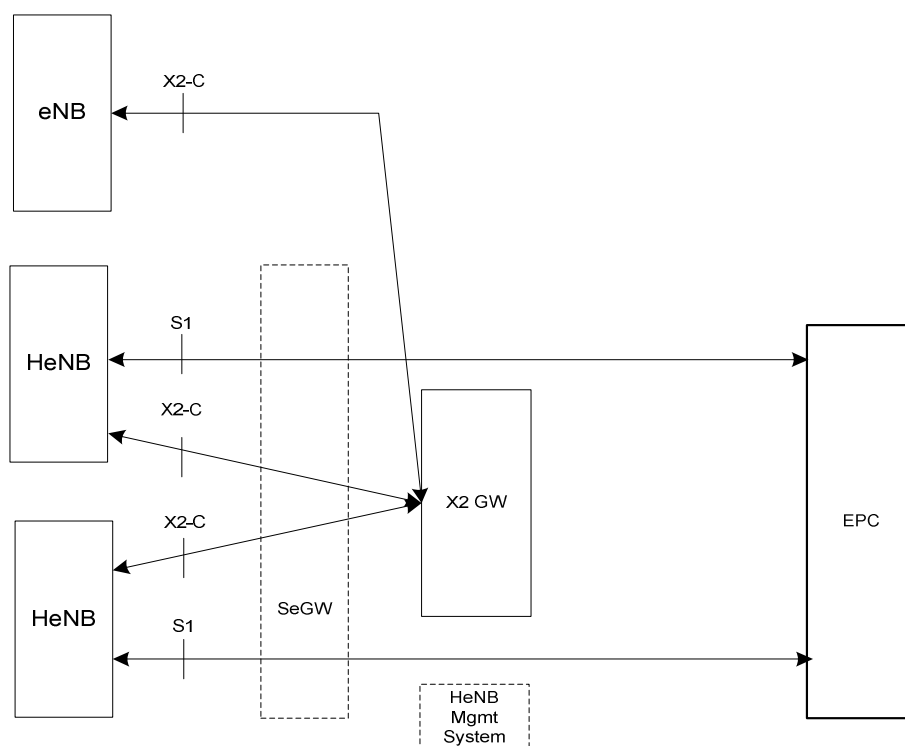 X2-C
eNB
S1
HeNB
X2-C
X2 GW
EPC
X2-C
SeGW
HeNB
S1
HeNB
Mgmt
System